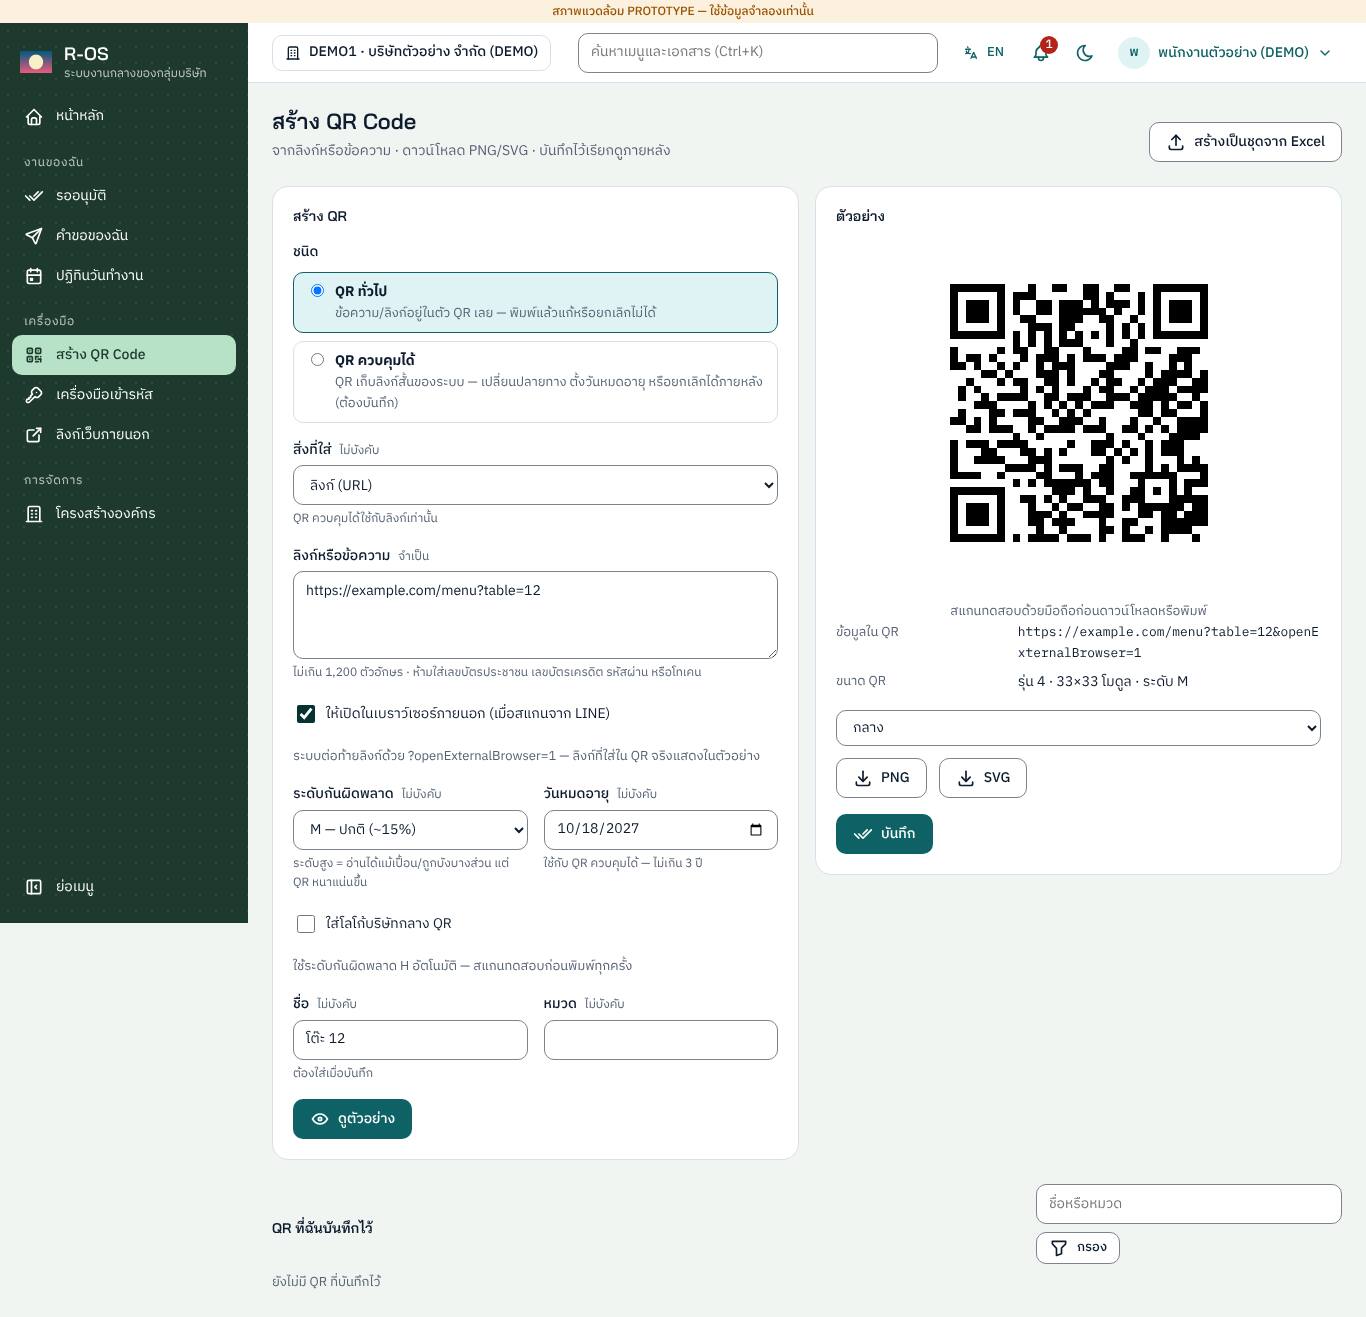 สภาพแวดล้อม PROTOTYPE — ใช้ข้อมูลจำลองเท่านั้น
R-OS
ระบบงานกลางของกลุ่มบริษัท
หน้าหลัก
งานของฉัน
รออนุมัติ
คำขอของฉัน
ปฏิทินวันทำงาน
เครื่องมือ
สร้าง QR Code
เครื่องมือเข้ารหัส
ลิงก์เว็บภายนอก
การจัดการ
โครงสร้างองค์กร
ย่อเมนู
DEMO1 · บริษัทตัวอย่าง จำกัด (DEMO)
ค้นหาเมนูและเอกสาร (Ctrl+K)
EN
1
พ
พนักงานตัวอย่าง (DEMO)
สร้าง QR Code
จากลิงก์หรือข้อความ · ดาวน์โหลด PNG/SVG · บันทึกไว้เรียกดูภายหลัง
สร้างเป็นชุดจาก Excel
สร้าง QR
ชนิด
QR ทั่วไป
ข้อความ/ลิงก์อยู่ในตัว QR เลย — พิมพ์แล้วแก้หรือยกเลิกไม่ได้
QR ควบคุมได้
QR เก็บลิงก์สั้นของระบบ — เปลี่ยนปลายทาง ตั้งวันหมดอายุ หรือยกเลิกได้ภายหลัง
(ต้องบันทึก)
สิ่งที่ใส่ ไม่บังคับ
ลิงก์ (URL)
QR ควบคุมได้ใช้กับลิงก์เท่านั้น
ลิงก์หรือข้อความ จำเป็น
https://example.com/menu?table=12
ไม่เกิน 1,200 ตัวอักษร · ห้ามใส่เลขบัตรประชาชน เลขบัตรเครดิต รหัสผ่าน หรือโทเคน
ให้เปิดในเบราว์เซอร์ภายนอก (เมื่อสแกนจาก LINE)
ระบบต่อท้ายลิงก์ด้วย ?openExternalBrowser=1 — ลิงก์ที่ใส่ใน QR จริงแสดงในตัวอย่าง
ระดับกันผิดพลาด ไม่บังคับ
M — ปกติ (~15%)
ระดับสูง = อ่านได้แม้เปื้อน/ถูกบังบางส่วน แต่
QR หนาแน่นขึ้น
วันหมดอายุ ไม่บังคับ
10/18/2027
ใช้กับ QR ควบคุมได้ — ไม่เกิน 3 ปี
ใส่โลโก้บริษัทกลาง QR
ใช้ระดับกันผิดพลาด H อัตโนมัติ — สแกนทดสอบก่อนพิมพ์ทุกครั้ง
ชื่อ ไม่บังคับ
โต๊ะ 12
ต้องใส่เมื่อบันทึก
หมวด ไม่บังคับ
ดูตัวอย่าง
ตัวอย่าง
สแกนทดสอบด้วยมือถือก่อนดาวน์โหลดหรือพิมพ์
ข้อมูลใน QR
https://example.com/menu?table=12&openE
xternalBrowser=1
ขนาด QR
รุ่น 4 · 33×33 โมดูล · ระดับ M
กลาง
PNG
SVG
บันทึก
QR ที่ฉันบันทึกไว้
ชื่อหรือหมวด
กรอง
ยังไม่มี QR ที่บันทึกไว้